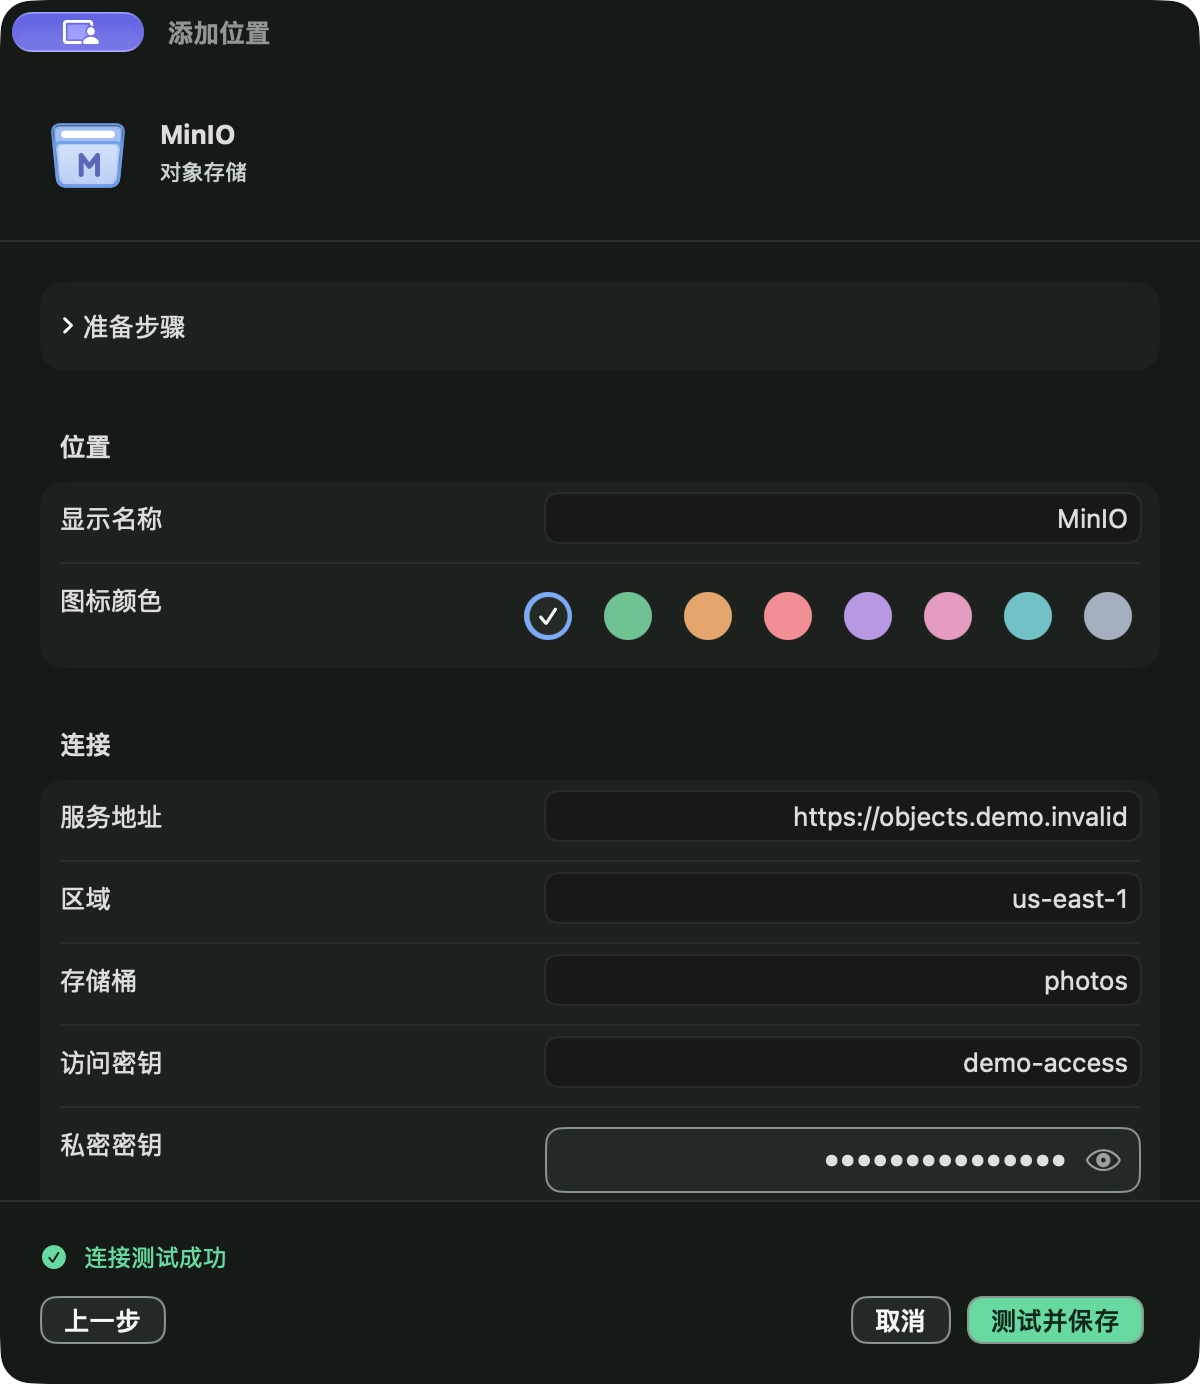 添加位置
MinIO
对象存储
M
准备步骤
位置
显示名称 MinIO
图标颜色
连接
服务地址 https://objects.demo.invalid
区域 us-east-1
存储桶 photos
访问密钥 demo-access
私密密钥 •••••••••••••••
连接测试成功
上一步 取消 测试并保存